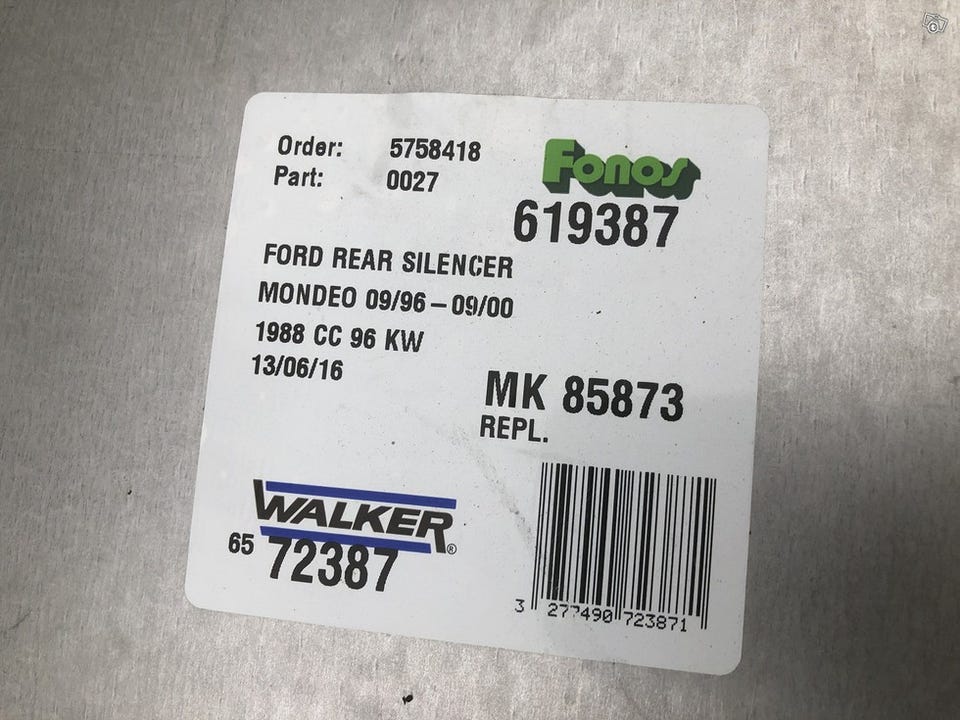 Order: 5758418
Part: 0027
Fonos
619387
FORD REAR SILENCER
MONDEO 09/96 – 09/00
1988 CC 96 KW
13/06/16
MK 85873
REPL.
WALKER®
65 72387
3 277490 723871